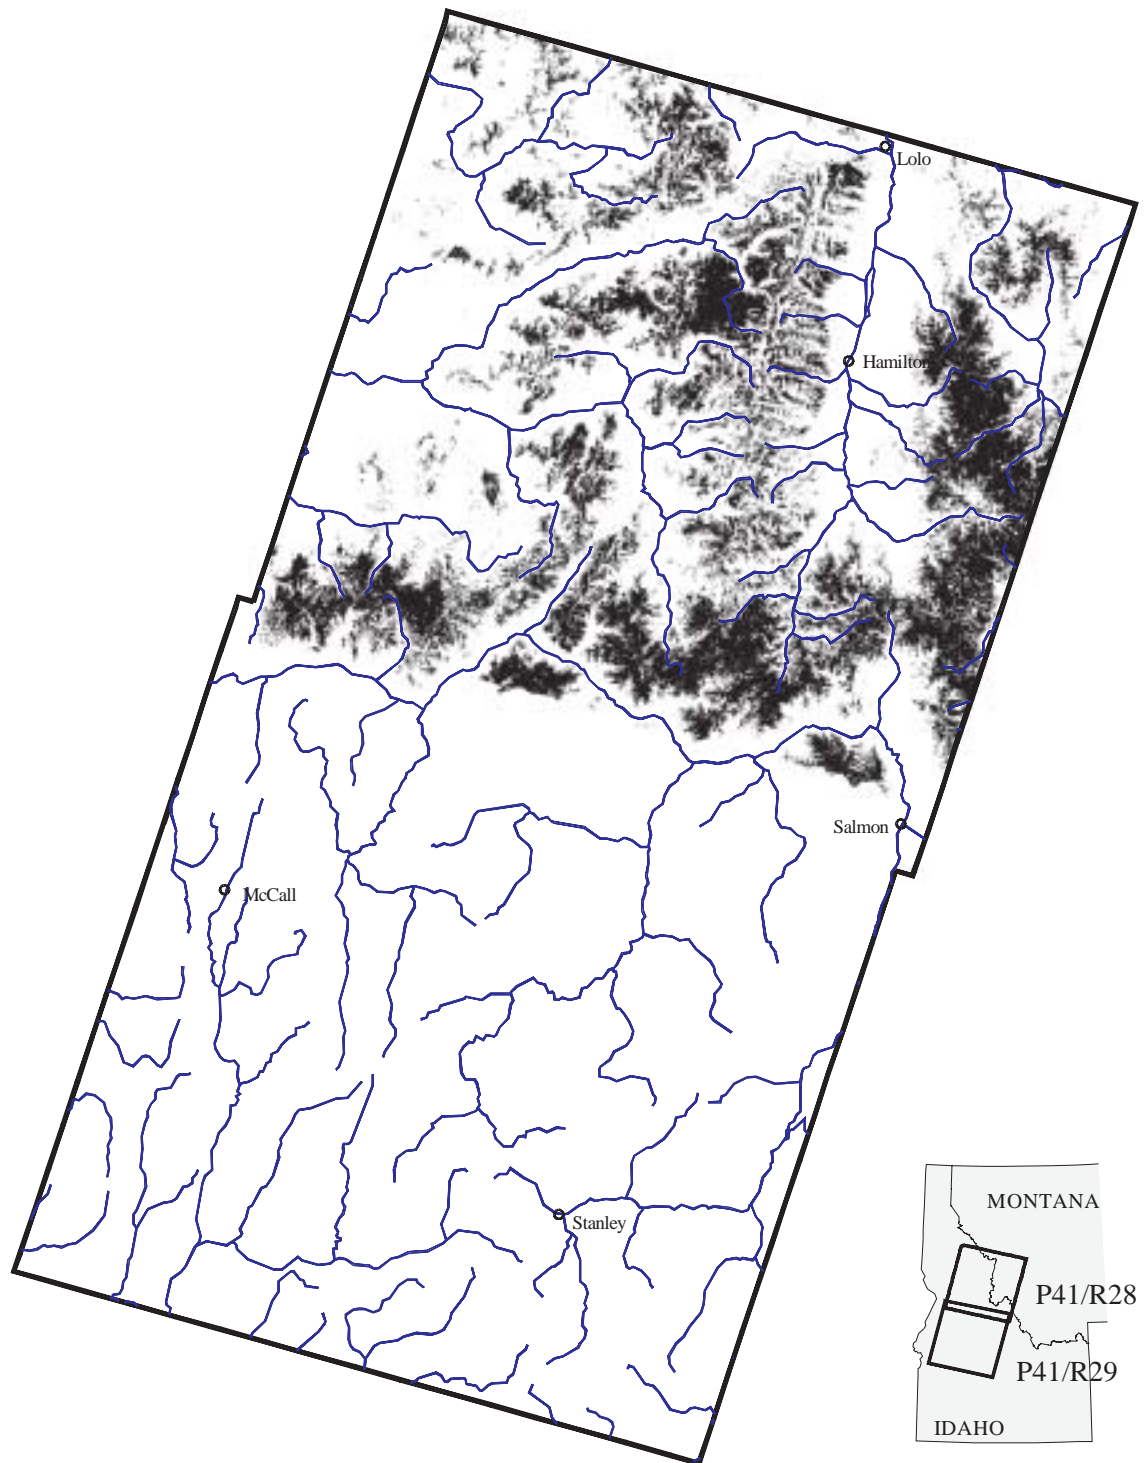 Lolo
Hamilton
Salmon
McCall
Stanley
MONTANA
P41/R28
P41/R29
IDAHO